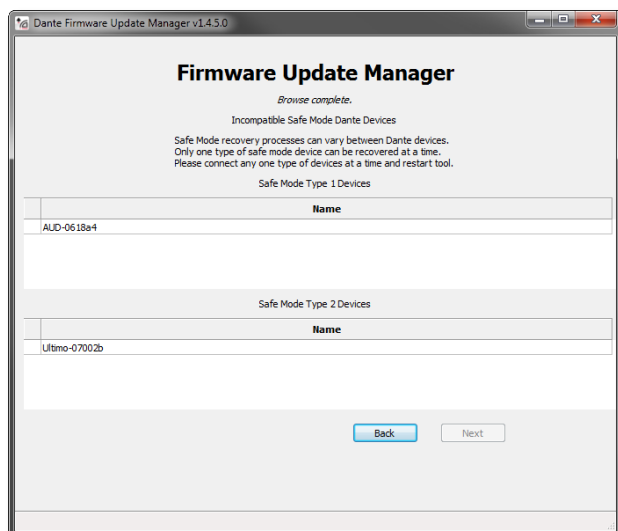 Dante Firmware Update Manager v1.4.5.0
Firmware Update Manager
Browse complete.
Incompatible Safe Mode Dante Devices
Safe Mode recovery processes can vary between Dante devices.
Only one type of safe mode device can be recovered at a time.
Please connect any one type of devices at a time and restart tool.
Safe Mode Type 1 Devices
Name
AUD-0618a4
Safe Mode Type 2 Devices
Name
Ultimo-07002b
Back Next